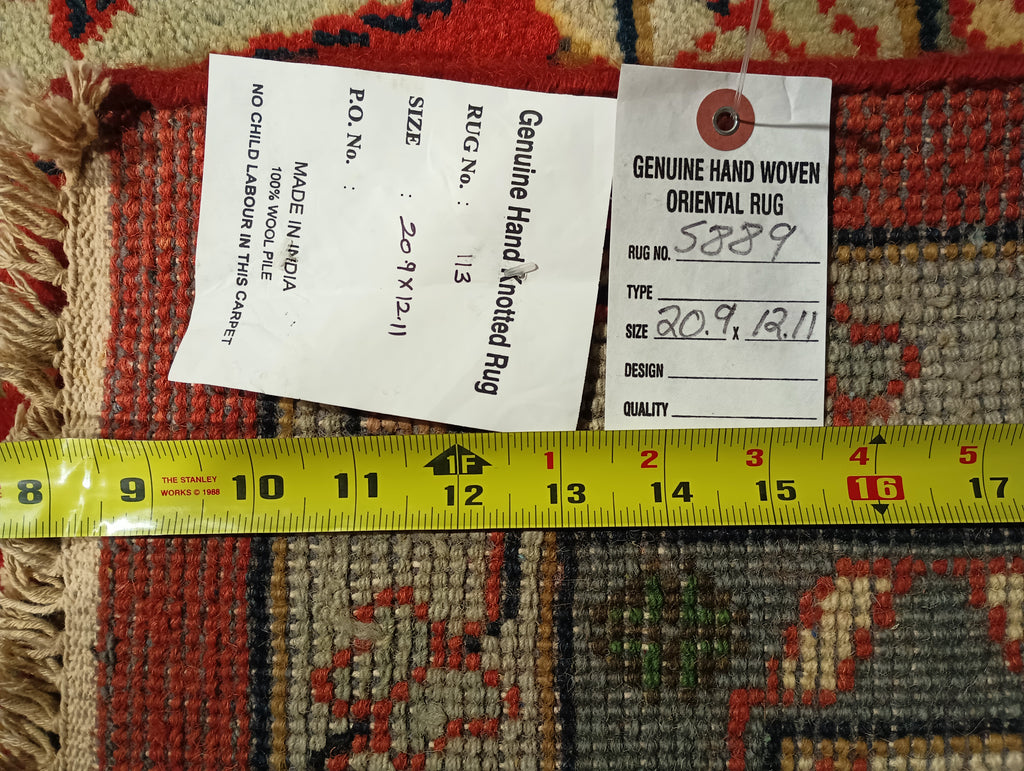 Genuine Hand Knotted Rug
RUG No. : 113
SIZE : 20.9 X 12.11
P.O. No. :
MADE IN INDIA
100% WOOL PILE
NO CHILD LABOUR IN THIS CARPET
GENUINE HAND WOVEN
ORIENTAL RUG
RUG NO. 5889
TYPE
SIZE 20.9 X 12.11
DESIGN
QUALITY
1F 1 2 3 4 5
8 9 THE STANLEY 10 11 12 13 14 15 16 17
WORKS © 1988